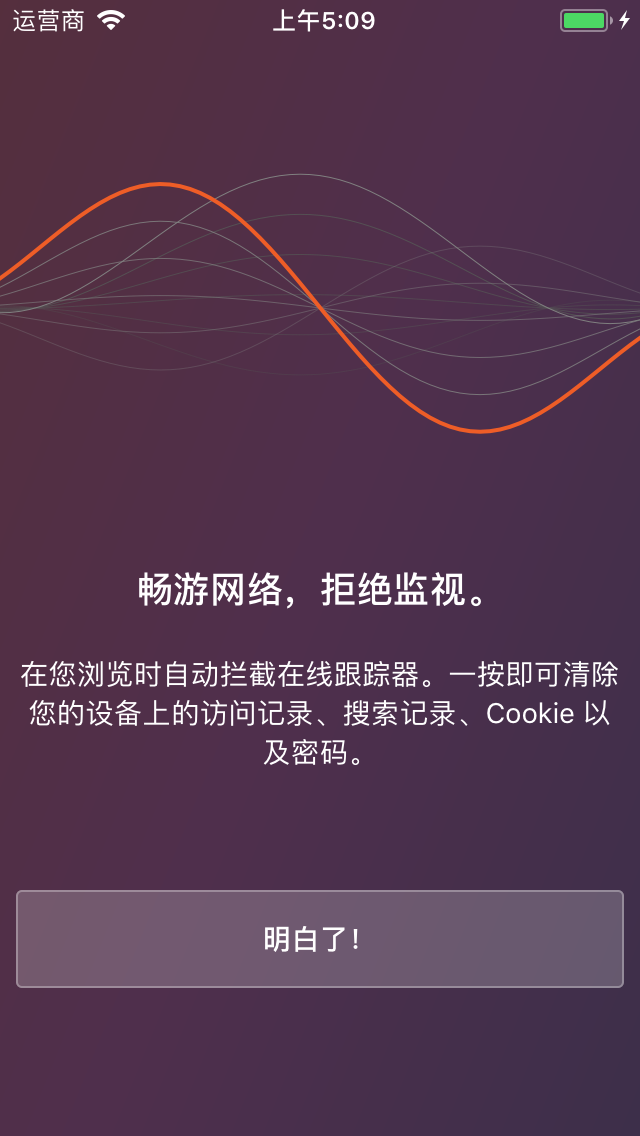 运营商 上午5:09
畅游网络，拒绝监视。
在您浏览时自动拦截在线跟踪器。一按即可清除
您的设备上的访问记录、搜索记录、Cookie 以
及密码。
明白了！